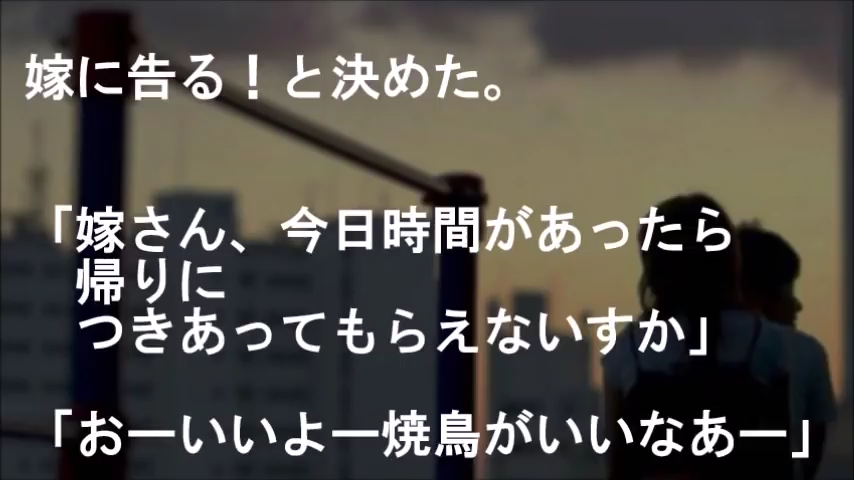 嫁に告る！と決めた。
「嫁さん、今日時間があったら
帰りに
つきあってもらえないすか」
「おーいいよー焼鳥がいいなあー」